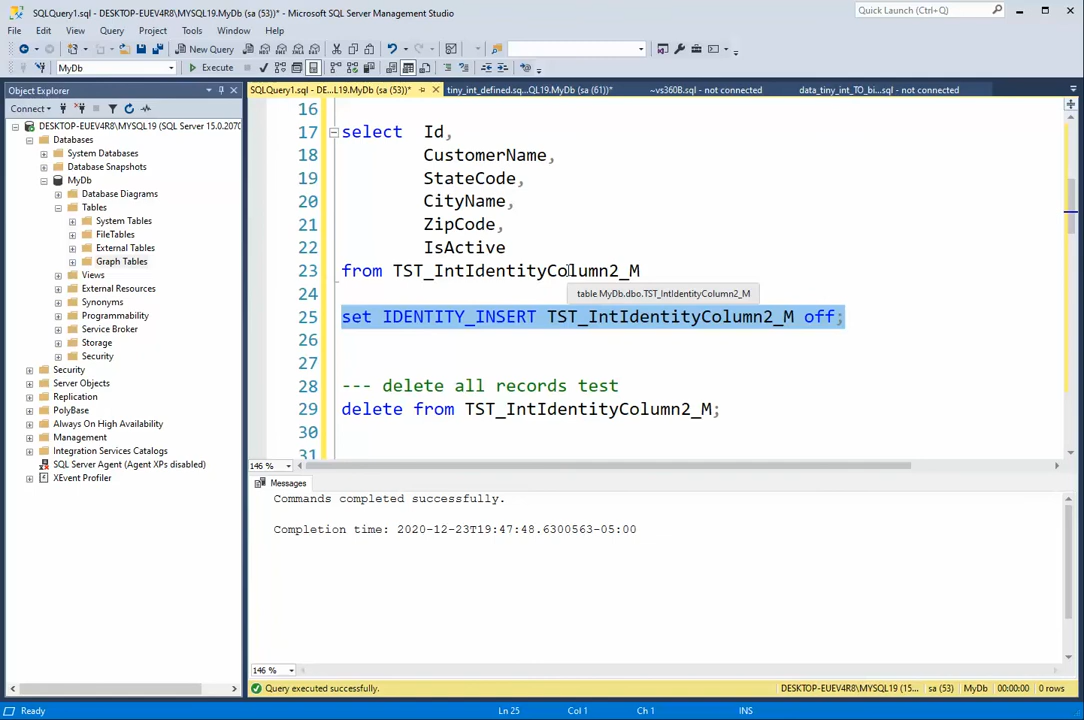 SQLQuery1.sql - DESKTOP-EUEV4R8\MYSQL19.MyDb (sa (53))* - Microsoft SQL Server Management Studio
Quick Launch (Ctrl+Q)
File Edit View Query Project Tools Window Help
New Query
MyDb
Execute
Object Explorer
Connect
DESKTOP-EUEV4R8\MYSQL19 (SQL Server 15.0.2070
Databases
System Databases
Database Snapshots
MyDb
Database Diagrams
Tables
System Tables
FileTables
External Tables
Graph Tables
Views
External Resources
Synonyms
Programmability
Service Broker
Storage
Security
Security
Server Objects
Replication
PolyBase
Always On High Availability
Management
Integration Services Catalogs
SQL Server Agent (Agent XPs disabled)
XEvent Profiler
SQLQuery1.sql - DE...L19.MyDb (sa (53))* tiny_int_defined.sq...QL19.MyDb (sa (61))* ~vs360B.sql - not connected data_tiny_int_TO_bi...sql - not connected
16
17 select Id,
18 CustomerName,
19 StateCode,
20 CityName,
21 ZipCode,
22 IsActive
23 from TST_IntIdentityColumn2_M
24 table MyDb.dbo.TST_IntIdentityColumn2_M
25 set IDENTITY_INSERT TST_IntIdentityColumn2_M off;
26
27
28 --- delete all records test
29 delete from TST_IntIdentityColumn2_M;
30
31
146 %
Messages
Commands completed successfully.
Completion time: 2020-12-23T19:47:48.6300563-05:00
146 %
Query executed successfully. DESKTOP-EUEV4R8\MYSQL19 (15... sa (53) MyDb 00:00:00 0 rows
Ready Ln 25 Col 1 Ch 1 INS